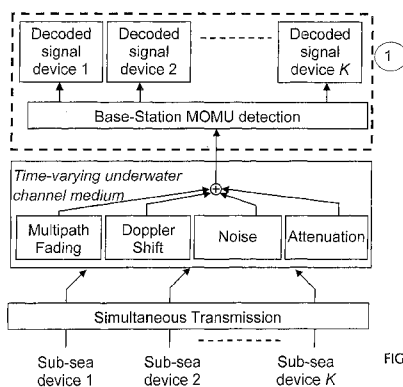 Decoded signal device 1
Decoded signal device 2
Decoded signal device K
1
Base-Station MOMU detection
Time-varying underwater channel medium
Multipath Fading
Doppler Shift
Noise
Attenuation
Simultaneous Transmission
Sub-sea device 1
Sub-sea device 2
Sub-sea device K
FIG